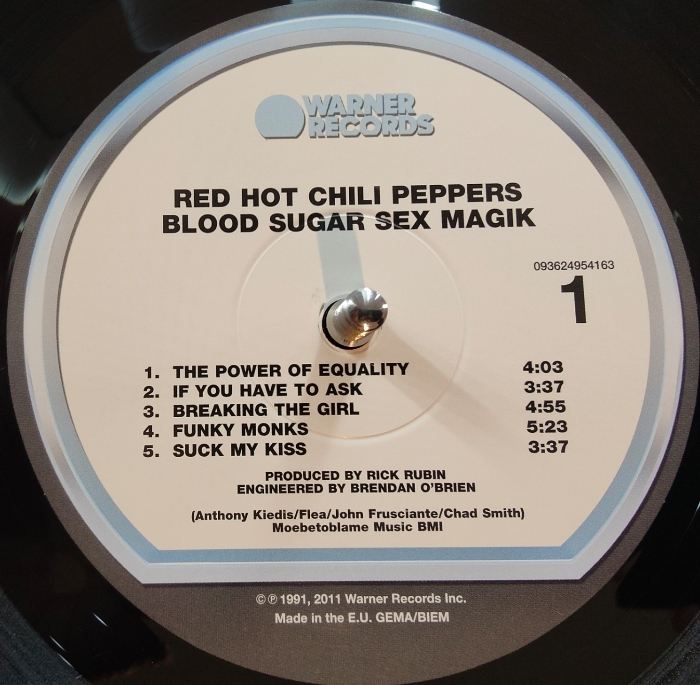 WARNER
RECORDS
RED HOT CHILI PEPPERS
BLOOD SUGAR SEX MAGIK
093624954163
1
1. THE POWER OF EQUALITY 4:03
2. IF YOU HAVE TO ASK 3:37
3. BREAKING THE GIRL 4:55
4. FUNKY MONKS 5:23
5. SUCK MY KISS 3:37
PRODUCED BY RICK RUBIN
ENGINEERED BY BRENDAN O'BRIEN
(Anthony Kiedis/Flea/John Frusciante/Chad Smith)
Moebetoblame Music BMI
© ℗ 1991, 2011 Warner Records Inc.
Made in the E.U. GEMA/BIEM